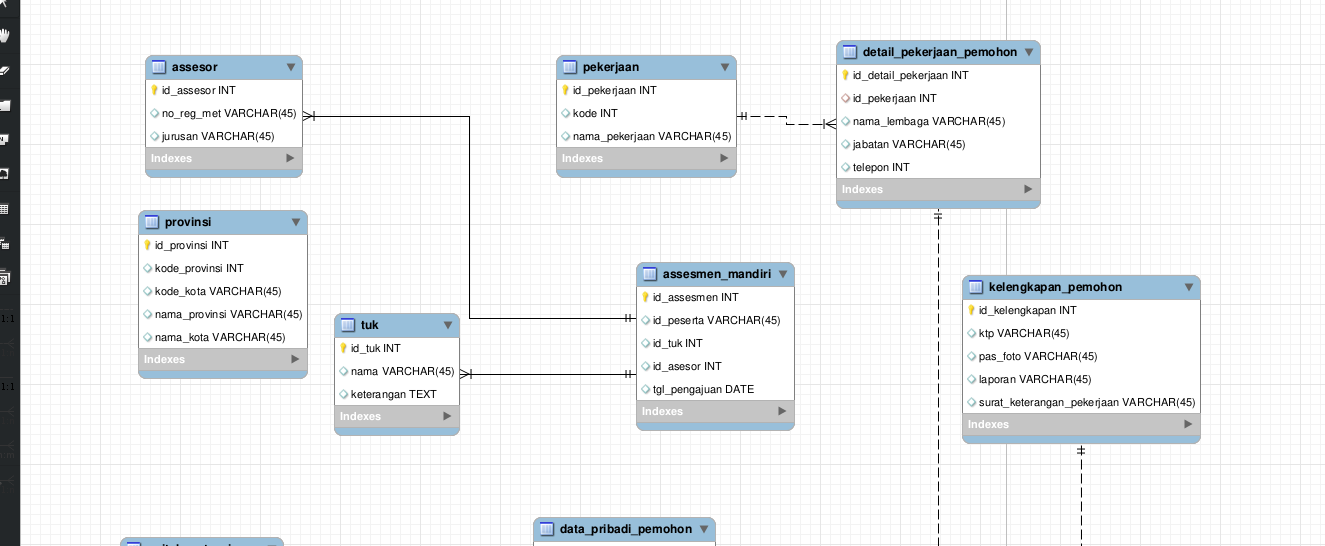 assesor
id_assesor INT
no_reg_met VARCHAR(45)
jurusan VARCHAR(45)
Indexes
pekerjaan
id_pekerjaan INT
kode INT
nama_pekerjaan VARCHAR(45)
Indexes
detail_pekerjaan_pemohon
id_detail_pekerjaan INT
id_pekerjaan INT
nama_lembaga VARCHAR(45)
jabatan VARCHAR(45)
telepon INT
Indexes
provinsi
id_provinsi INT
kode_provinsi INT
kode_kota VARCHAR(45)
nama_provinsi VARCHAR(45)
nama_kota VARCHAR(45)
Indexes
tuk
id_tuk INT
nama VARCHAR(45)
keterangan TEXT
Indexes
assesmen_mandiri
id_assesmen INT
id_peserta VARCHAR(45)
id_tuk INT
id_asesor INT
tgl_pengajuan DATE
Indexes
kelengkapan_pemohon
id_kelengkapan INT
ktp VARCHAR(45)
pas_foto VARCHAR(45)
laporan VARCHAR(45)
surat_keterangan_pekerjaan VARCHAR(45)
Indexes
data_pribadi_pemohon